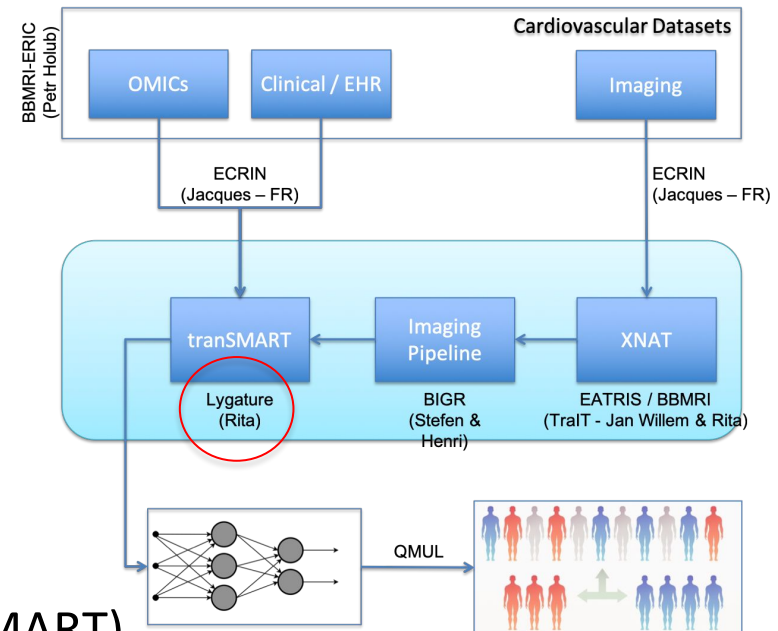 Cardiovascular Datasets
BBMRI-ERIC
(Petr Holub)
OMICs
Clinical / EHR
Imaging
ECRIN
(Jacques – FR)
ECRIN
(Jacques – FR)
tranSMART
Imaging
Pipeline
XNAT
Lygature
(Rita)
BIGR
(Stefen &
Henri)
EATRIS / BBMRI
(TraIT - Jan Willem & Rita)
QMUL
MART)